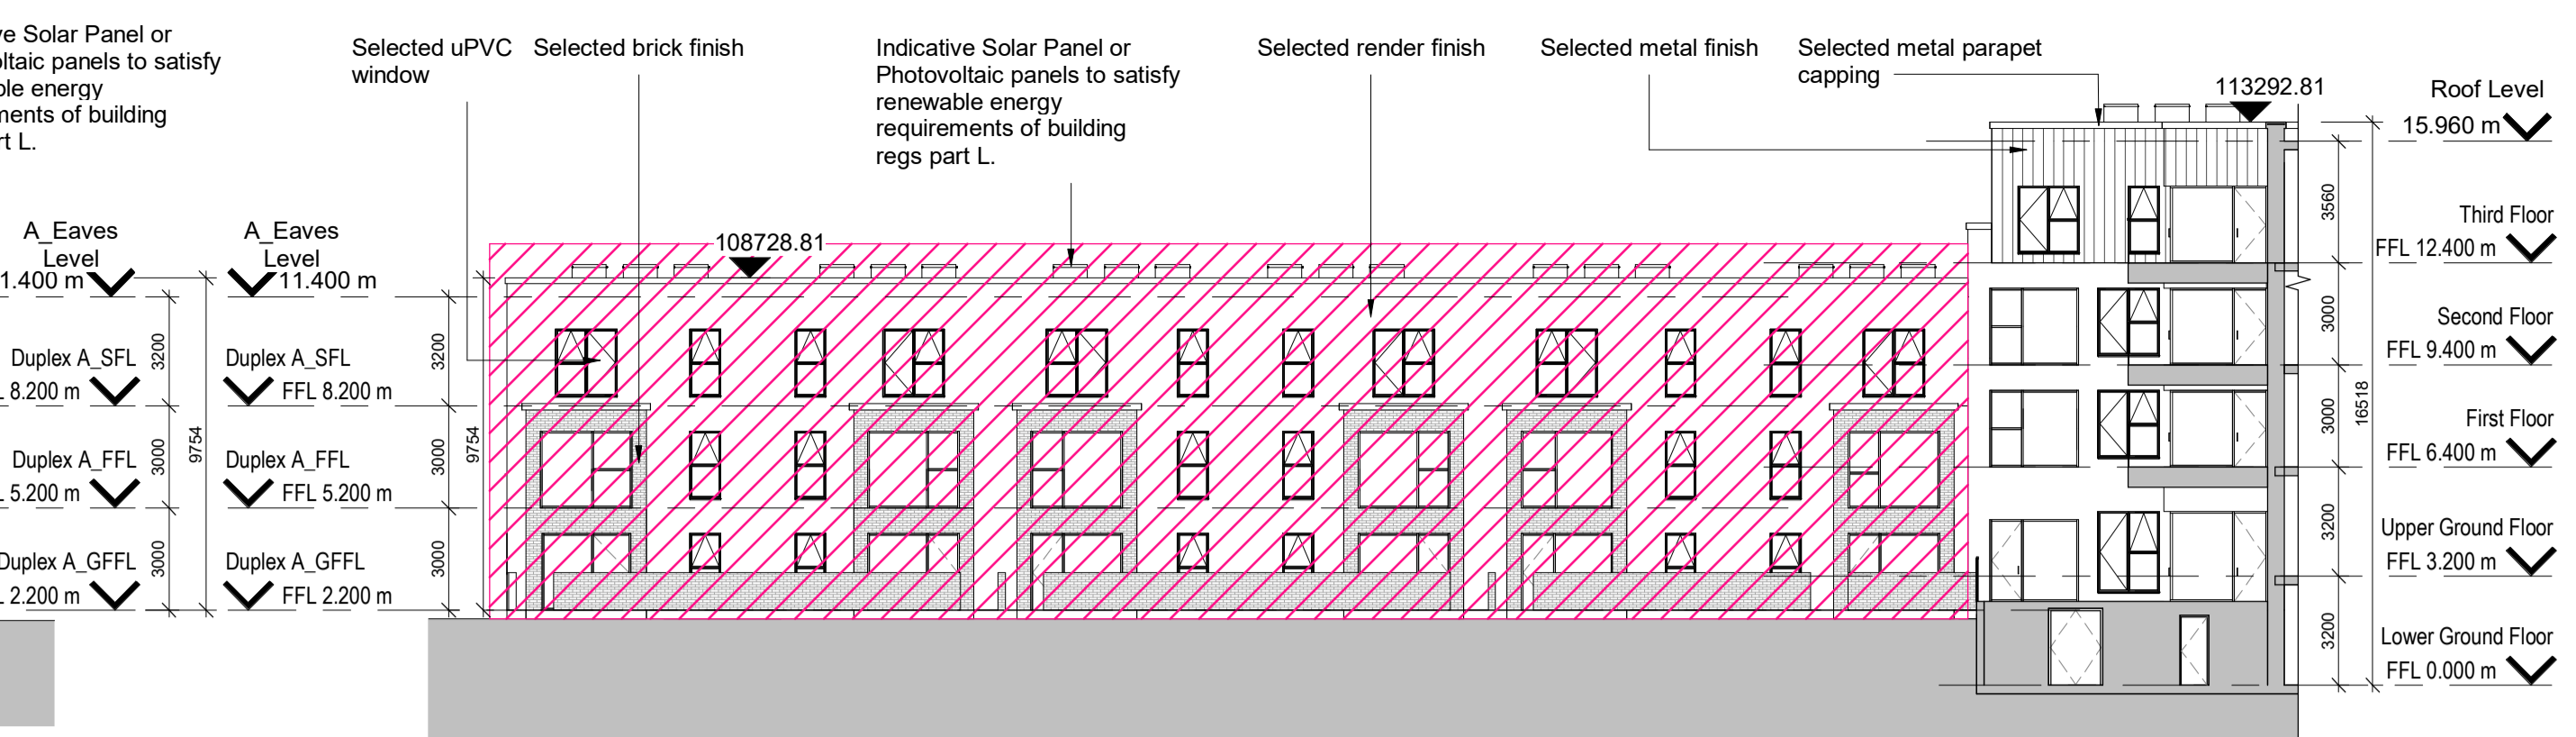 ve Solar Panel or
oltaic panels to satisfy
ble energy
ments of building
rt L.
Selected uPVC
window
Selected brick finish
Indicative Solar Panel or
Photovoltaic panels to satisfy
renewable energy
requirements of building
regs part L.
Selected render finish
Selected metal finish
Selected metal parapet
capping
113292.81
Roof Level
15.960 m
A_Eaves
Level
1.400 m
A_Eaves
Level
11.400 m
108728.81
3560
Third Floor
FFL 12.400 m
3200
3200
3000
Second Floor
FFL 9.400 m
Duplex A_SFL
L 8.200 m
Duplex A_SFL
FFL 8.200 m
9754
9754
3000
3000
3000
16518
First Floor
FFL 6.400 m
Duplex A_FFL
L 5.200 m
Duplex A_FFL
FFL 5.200 m
3200
Upper Ground Floor
FFL 3.200 m
Duplex A_GFFL
L 2.200 m
3000
Duplex A_GFFL
FFL 2.200 m
3000
3200
Lower Ground Floor
FFL 0.000 m